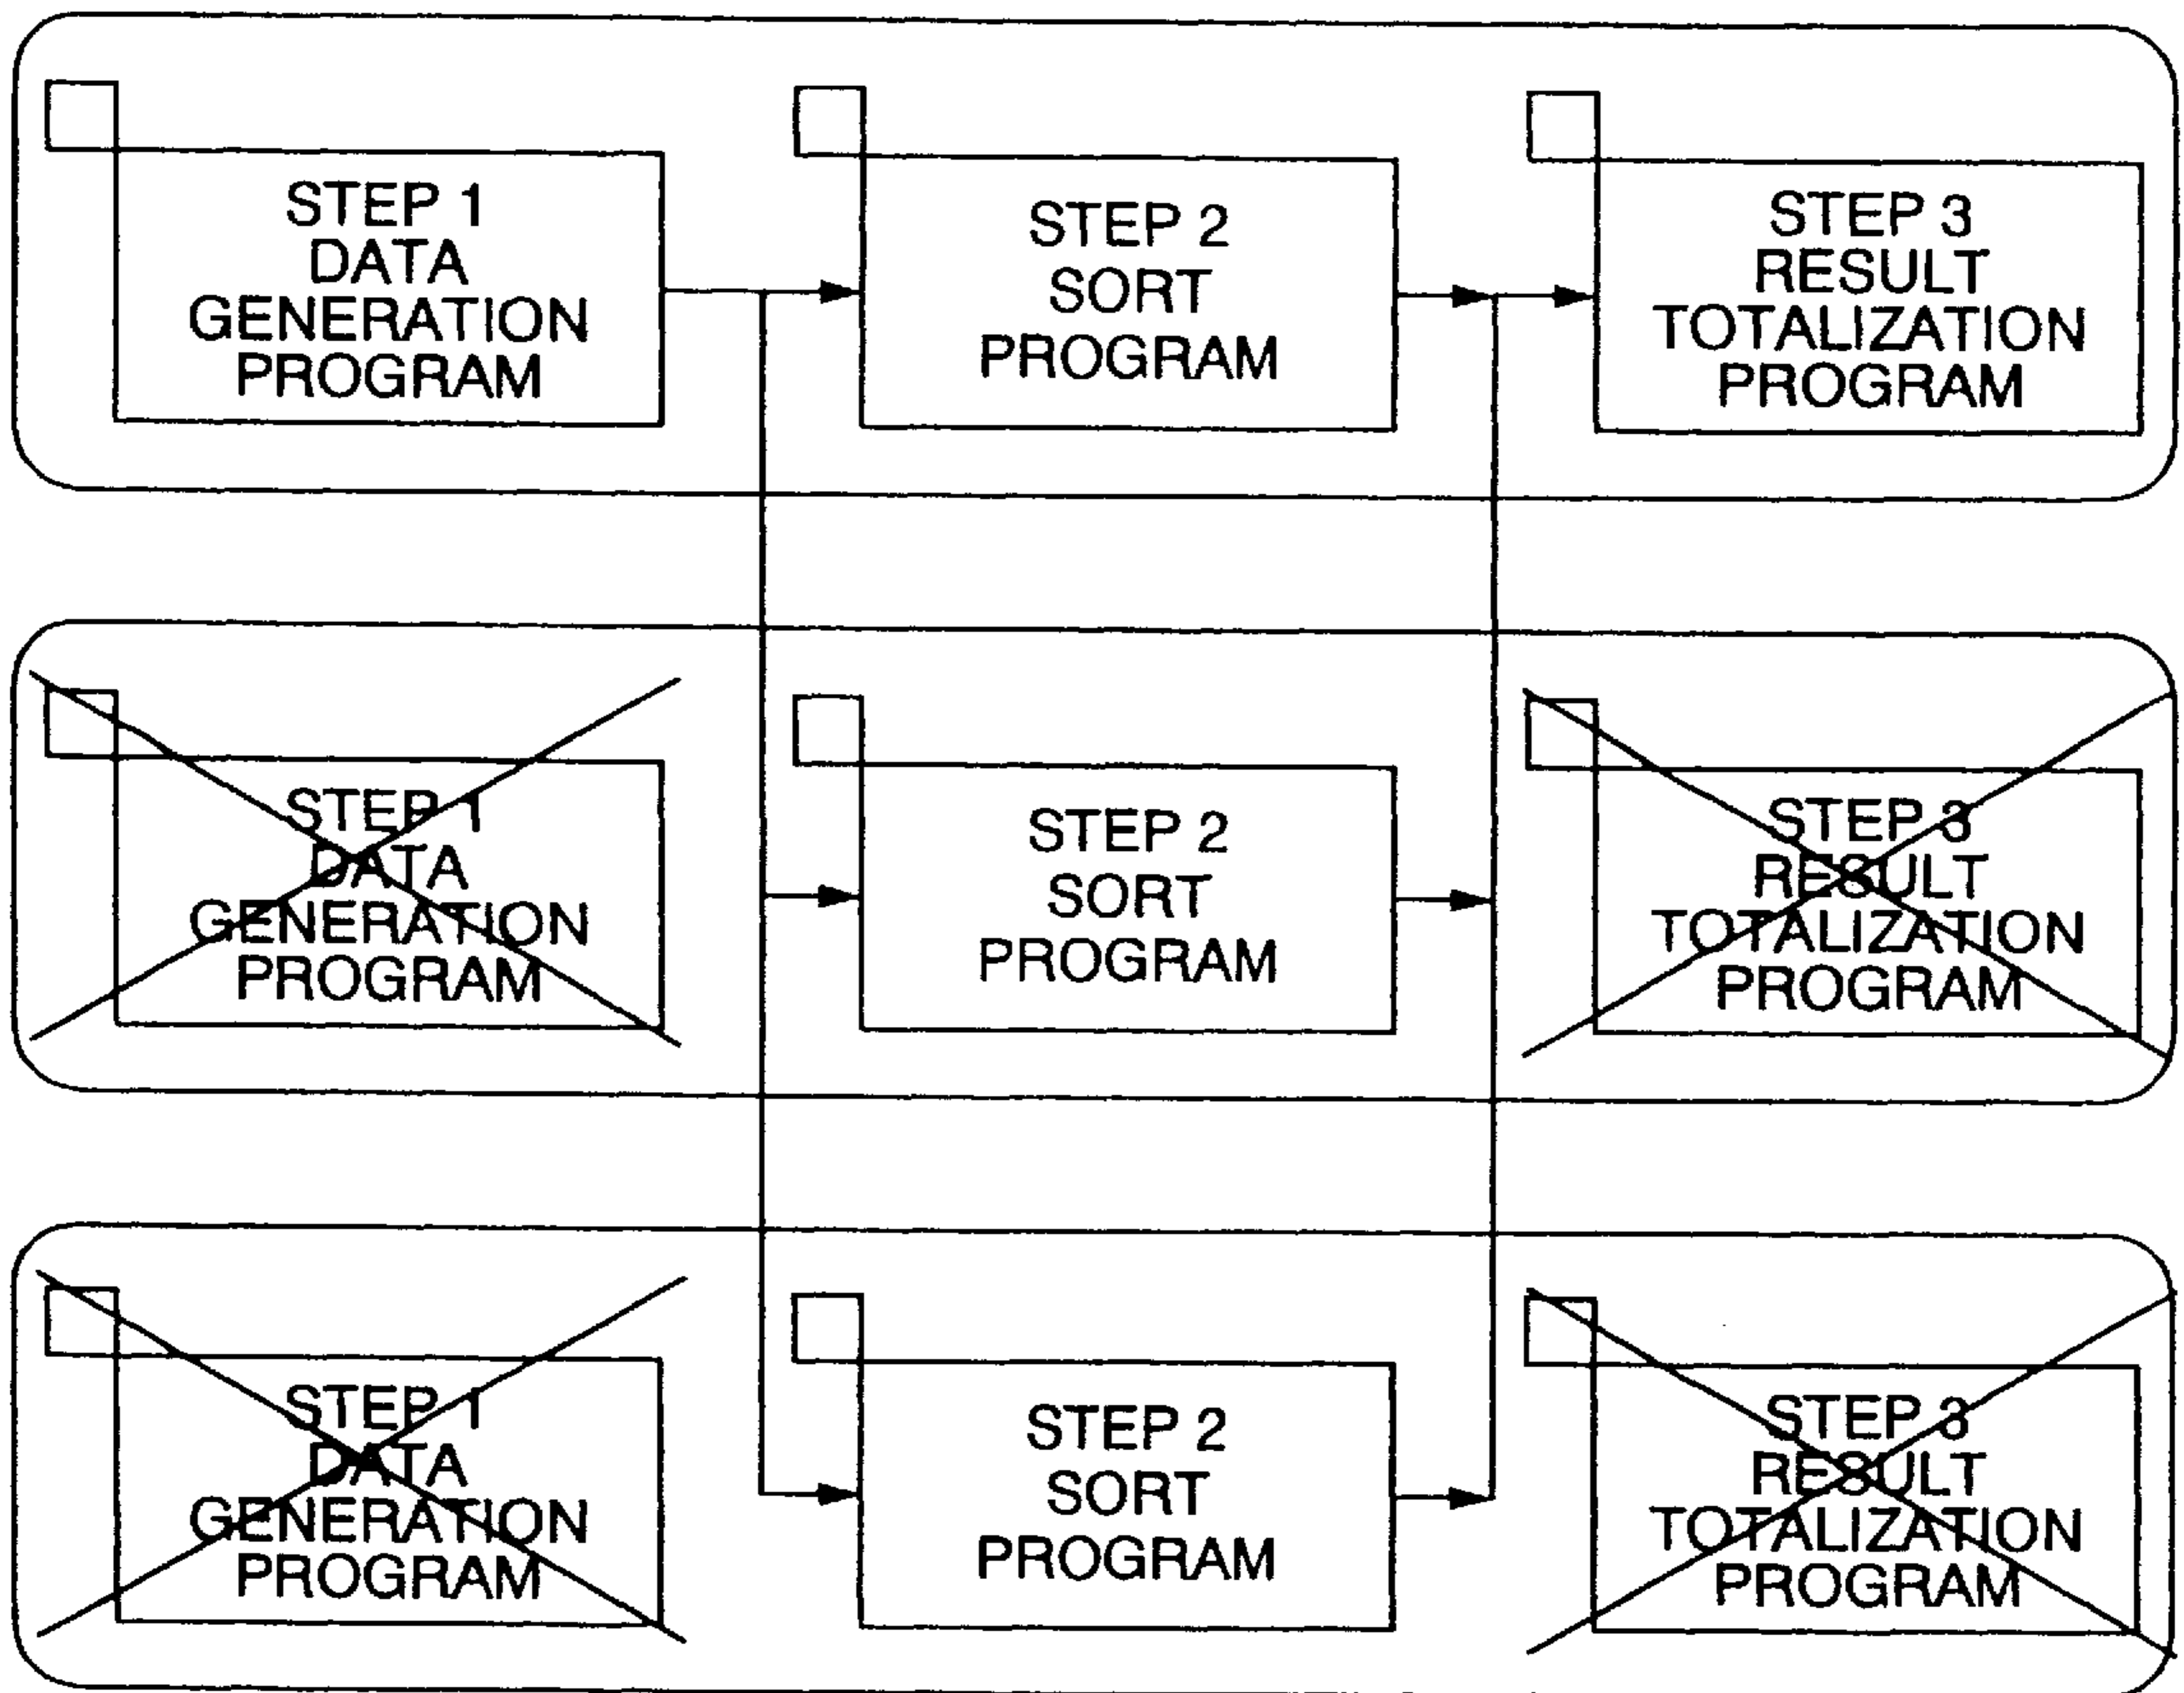 STEP 1
DATA
GENERATION
PROGRAM
STEP 2
SORT
PROGRAM
STEP 3
RESULT
TOTALIZATION
PROGRAM
STEP 1
DATA
GENERATION
PROGRAM
STEP 2
SORT
PROGRAM
STEP 3
RESULT
TOTALIZATION
PROGRAM
STEP 1
DATA
GENERATION
PROGRAM
STEP 2
SORT
PROGRAM
STEP 3
RESULT
TOTALIZATION
PROGRAM